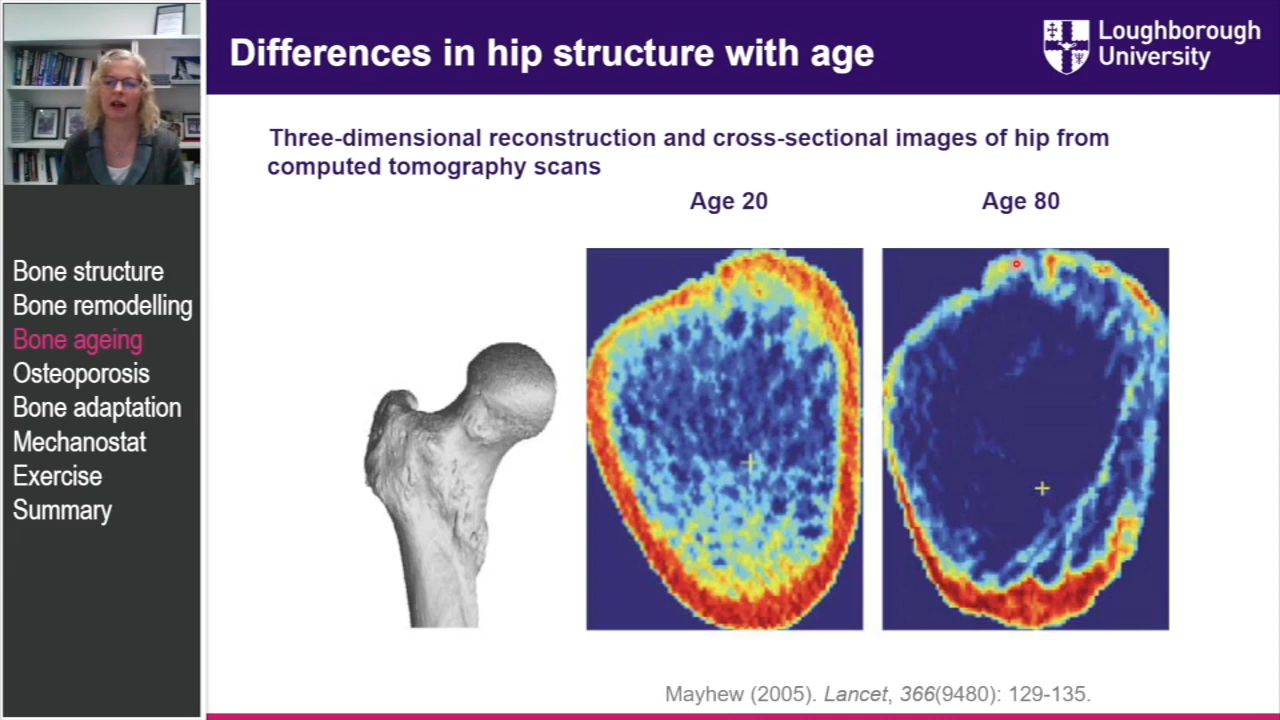 Differences in hip structure with age
Loughborough
University
Three-dimensional reconstruction and cross-sectional images of hip from
computed tomography scans
Age 20
Age 80
Bone structure
Bone remodelling
Bone ageing
Osteoporosis
Bone adaptation
Mechanostat
Exercise
Summary
Mayhew (2005). Lancet, 366(9480): 129-135.